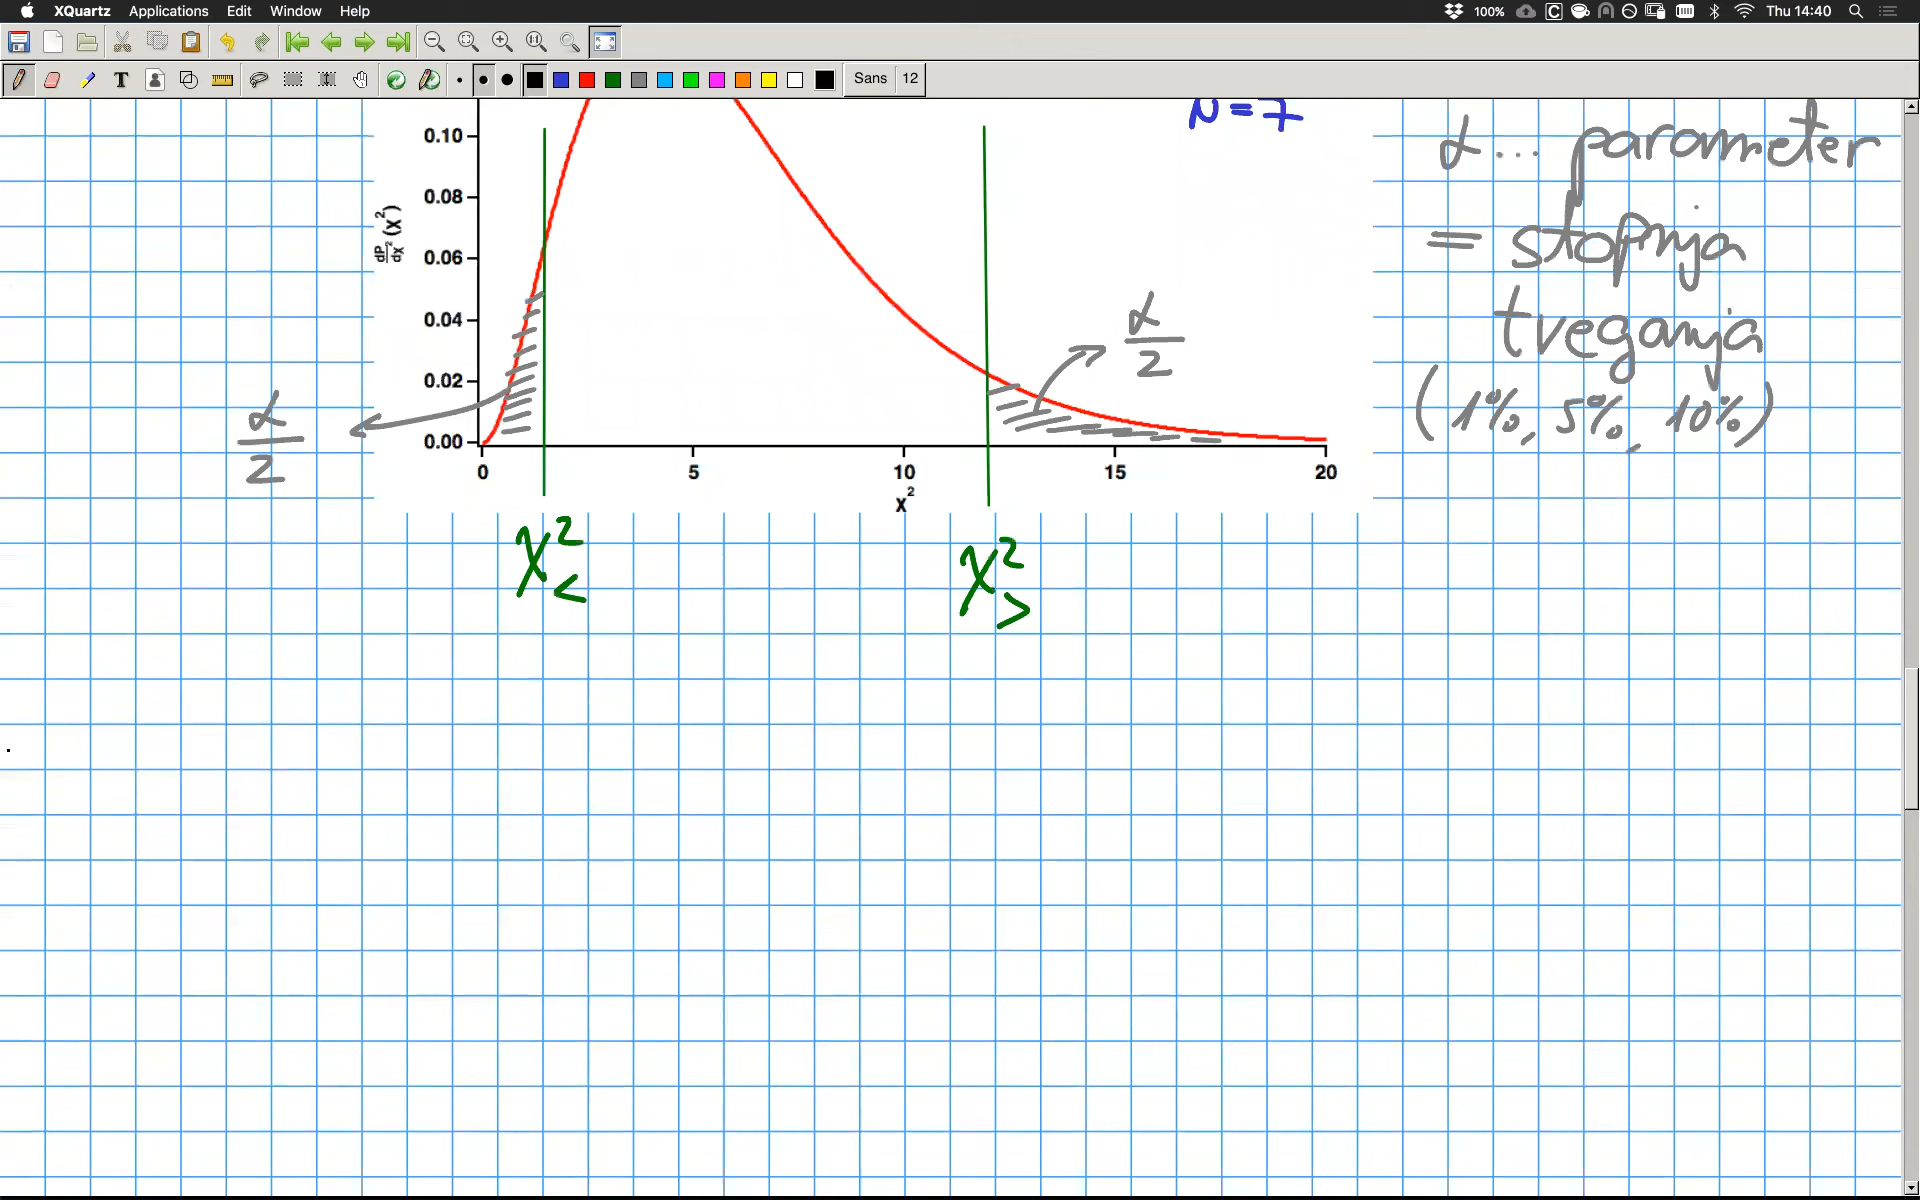 XQuartz Applications Edit Window Help 100% Thu 14:40
Sans 12
N = 7
0.10
0.08
0.06
0.04
0.02
0.00
dP/dχ² (χ²)
0 5 10 15 20
χ²
α/2
α/2
χ²<
χ²>
α... parameter
= stopnja
tveganja
(1%, 5%, 10%)